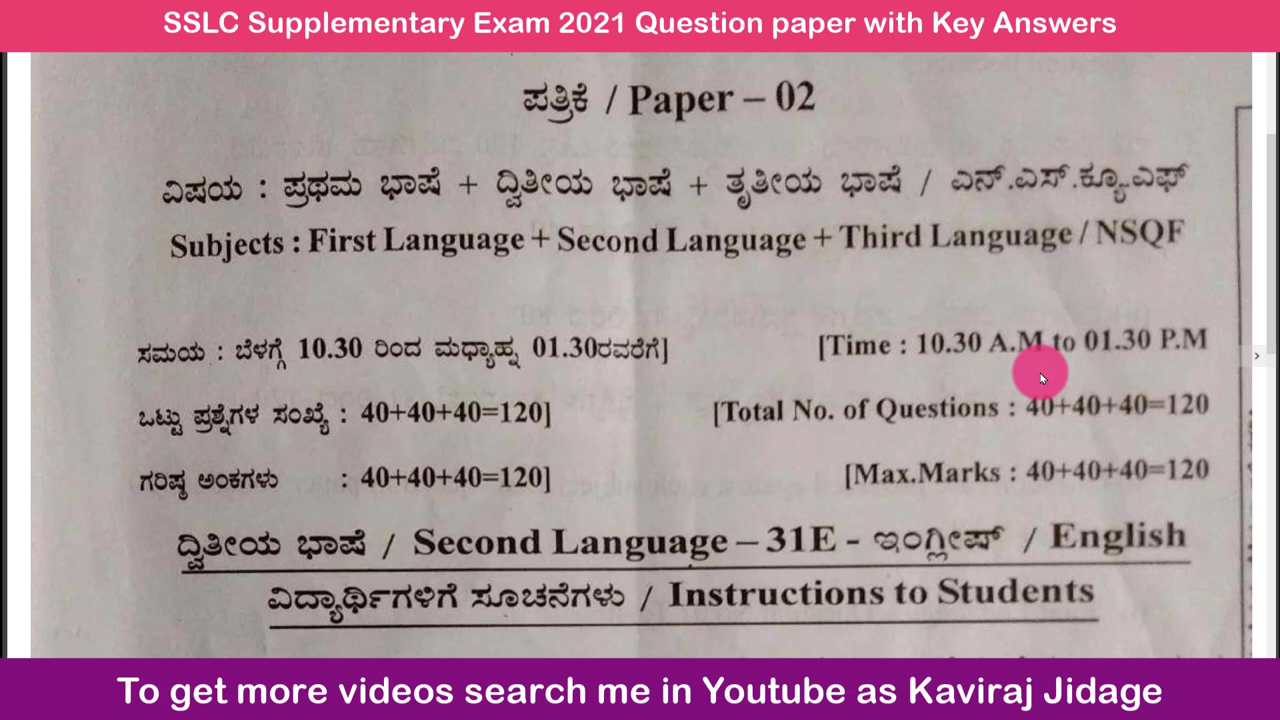 SSLC Supplementary Exam 2021 Question paper with Key Answers
ಪತ್ರಿಕೆ / Paper – 02
ವಿಷಯ : ಪ್ರಥಮ ಭಾಷೆ + ದ್ವಿತೀಯ ಭಾಷೆ + ತೃತೀಯ ಭಾಷೆ / ಎನ್.ಎಸ್.ಕ್ಯೂ.ಎಫ್
Subjects : First Language + Second Language + Third Language / NSQF
ಸಮಯ : ಬೆಳಗ್ಗೆ 10.30 ರಿಂದ ಮಧ್ಯಾಹ್ನ 01.30ರವರೆಗೆ] [Time : 10.30 A.M to 01.30 P.M
ಒಟ್ಟು ಪ್ರಶ್ನೆಗಳ ಸಂಖ್ಯೆ : 40+40+40=120] [Total No. of Questions : 40+40+40=120
ಗರಿಷ್ಠ ಅಂಕಗಳು : 40+40+40=120] [Max.Marks : 40+40+40=120
ದ್ವಿತೀಯ ಭಾಷೆ / Second Language – 31E - ಇಂಗ್ಲೀಷ್ / English
ವಿದ್ಯಾರ್ಥಿಗಳಿಗೆ ಸೂಚನೆಗಳು / Instructions to Students
To get more videos search me in Youtube as Kaviraj Jidage